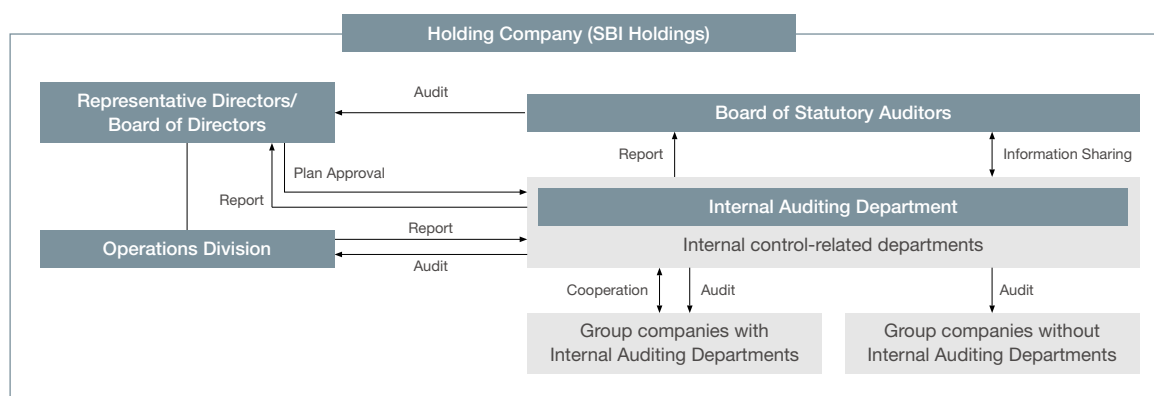 Holding Company (SBI Holdings)
Representative Directors/
Board of Directors
Audit
Board of Statutory Auditors
Report
Information Sharing
Plan Approval
Report
Internal Auditing Department
Operations Division
Report
Internal control-related departments
Audit
Cooperation
Audit
Audit
Group companies with
Internal Auditing Departments
Group companies without
Internal Auditing Departments